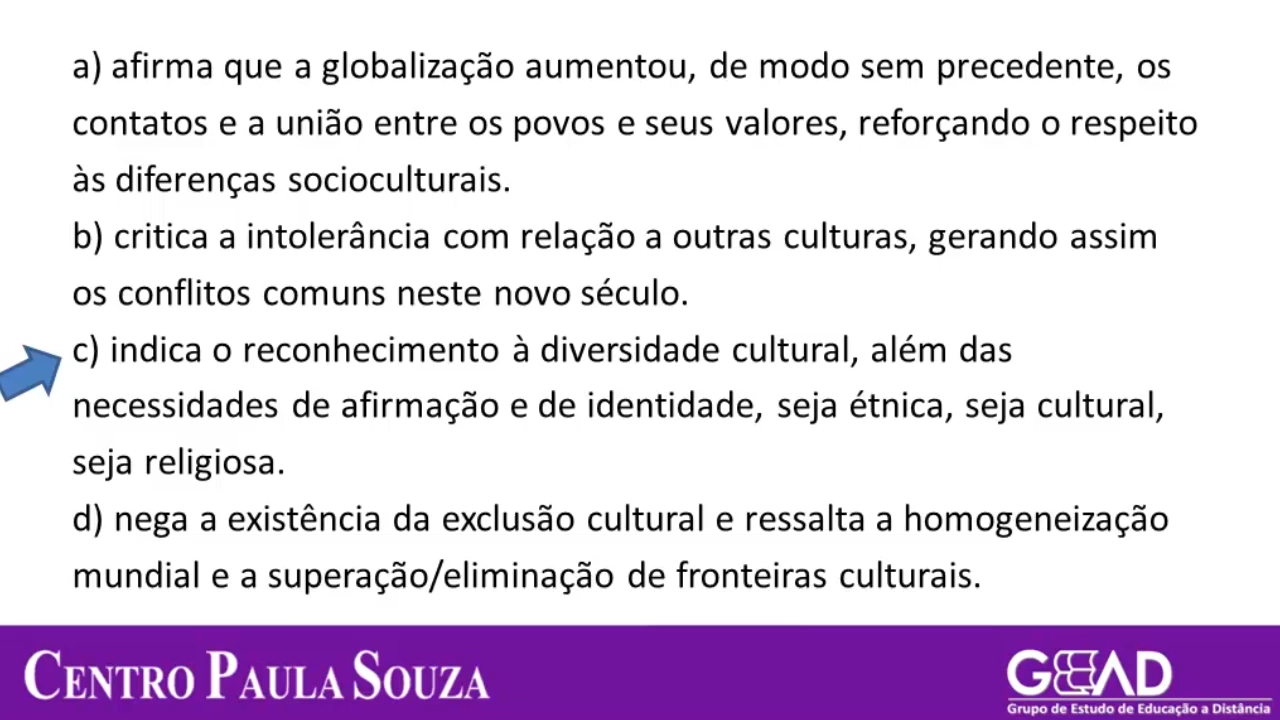 a) afirma que a globalização aumentou, de modo sem precedente, os
contatos e a união entre os povos e seus valores, reforçando o respeito
às diferenças socioculturais.
b) critica a intolerância com relação a outras culturas, gerando assim
os conflitos comuns neste novo século.
c) indica o reconhecimento à diversidade cultural, além das
necessidades de afirmação e de identidade, seja étnica, seja cultural,
seja religiosa.
d) nega a existência da exclusão cultural e ressalta a homogeneização
mundial e a superação/eliminação de fronteiras culturais.
CENTRO PAULA SOUZA
GEEAD
Grupo de Estudo de Educação a Distância